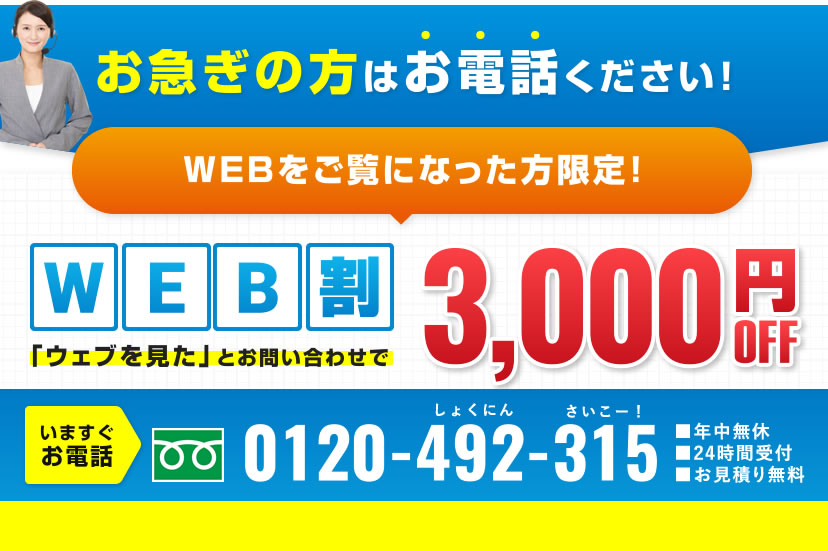 お急ぎの方はお電話ください!
WEBをご覧になった方限定!
WEB割
「ウェブを見た」とお問い合わせで
3,000円OFF
いますぐ
お電話
しょくにん さいこー!
0120-492-315
■年中無休
■24時間受付
■お見積り無料